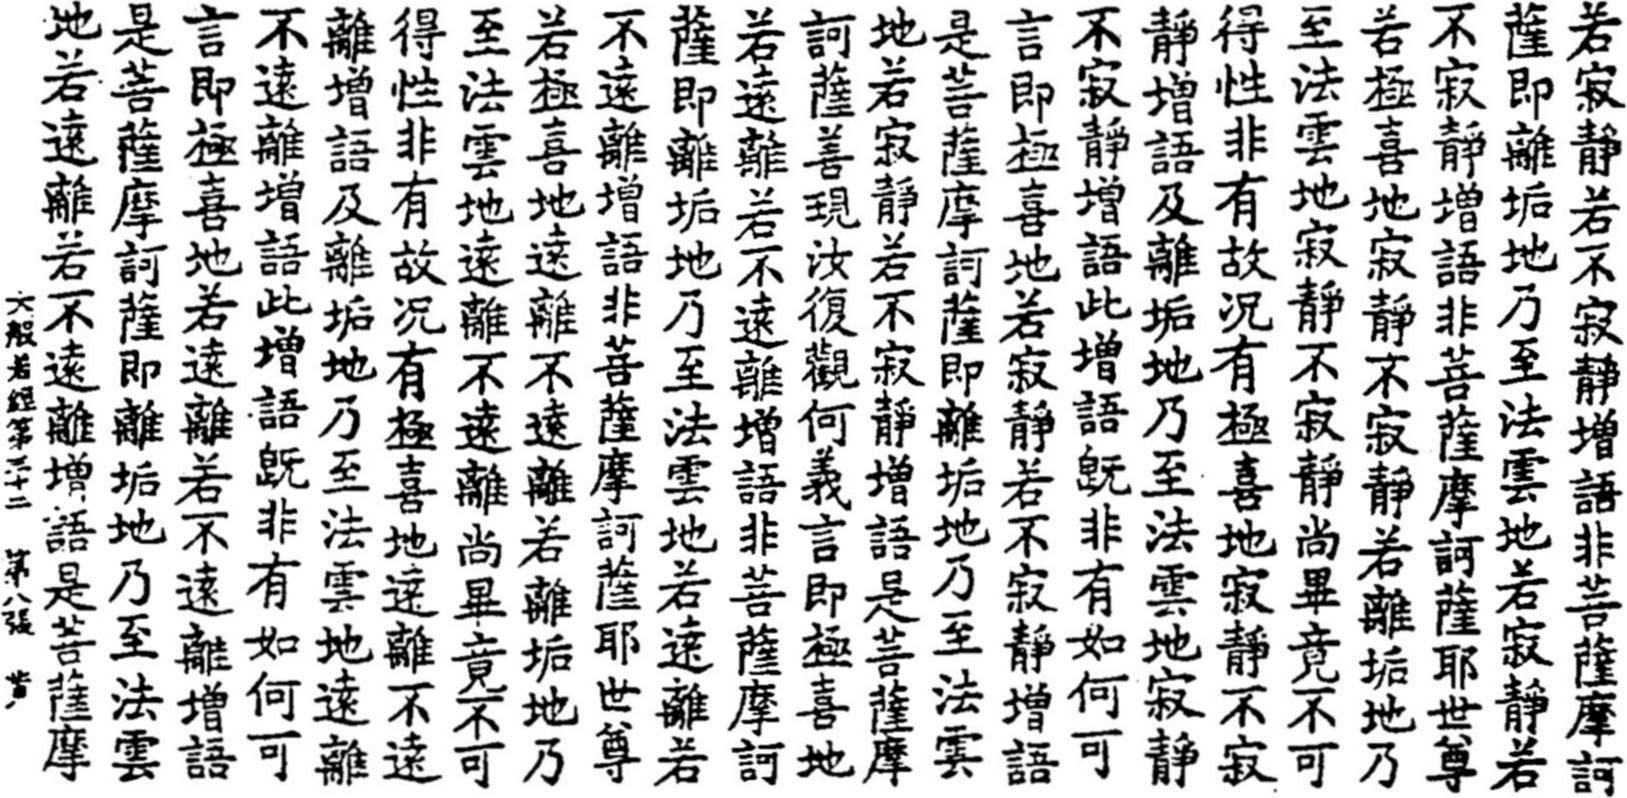 若寂靜若不寂靜增語非菩薩摩訶
薩即離垢地乃至法雲地若寂靜若
不寂靜增語非菩薩摩訶薩耶世尊
若極喜地寂靜不寂靜若離垢地乃
至法雲地寂靜不寂靜尚畢竟不可
得性非有故况有極喜地寂靜不寂
靜增語及離垢地乃至法雲地寂靜
不寂靜增語此增語既非有如何可
言即極喜地若寂靜若不寂靜增語
是菩薩摩訶薩即離垢地乃至法雲
地若寂靜若不寂靜增語是菩薩摩
訶薩善現汝復觀何義言即極喜地
若遠離若不遠離增語非菩薩摩訶
薩即離垢地乃至法雲地若遠離若
不遠離增語非菩薩摩訶薩耶世尊
若極喜地遠離不遠離若離垢地乃
至法雲地遠離不遠離尚畢竟不可
得性非有故况有極喜地遠離不遠
離增語及離垢地乃至法雲地遠離
不遠離增語此增語既非有如何可
言即極喜地若遠離若不遠離增語
是菩薩摩訶薩即離垢地乃至法雲
地若遠離若不遠離增語是菩薩摩
大般若經第三十二 第八張